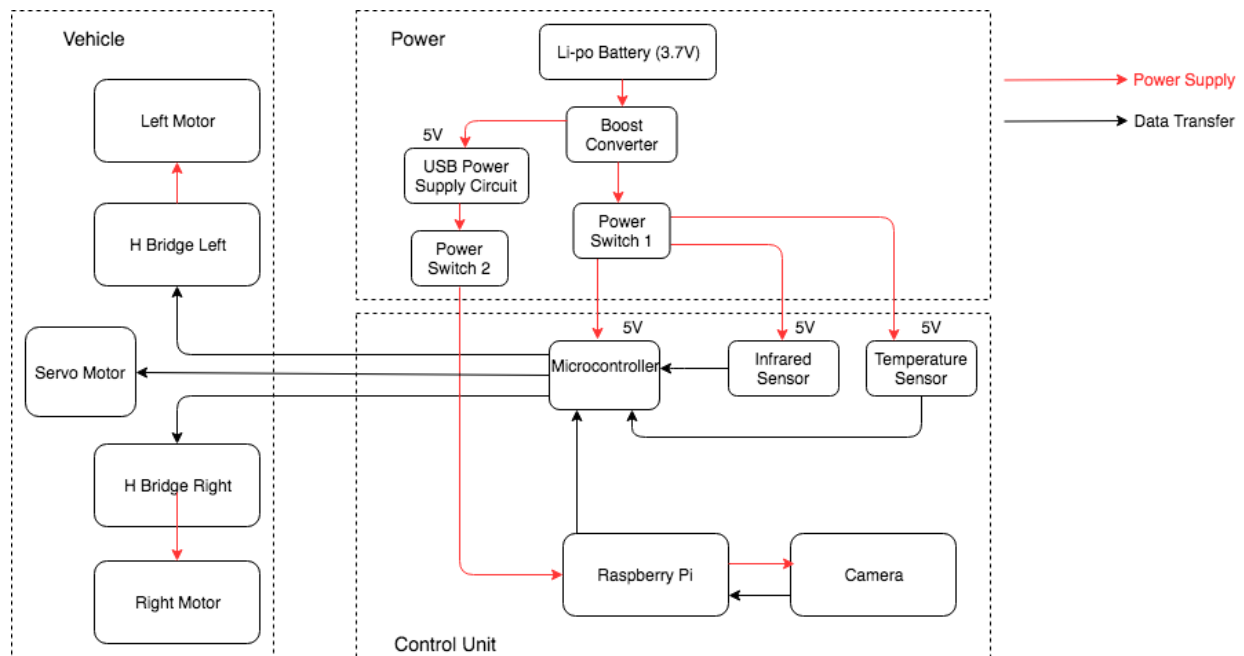 Vehicle
Left Motor
H Bridge Left
Servo Motor
H Bridge Right
Right Motor
Power
Li-po Battery (3.7V)
5V
Boost
Converter
USB Power
Supply Circuit
Power
Switch 1
Power
Switch 2
5V
5V
5V
Microcontroller
Infrared
Sensor
Temperature
Sensor
Raspberry Pi
Camera
Control Unit
Power Supply
Data Transfer